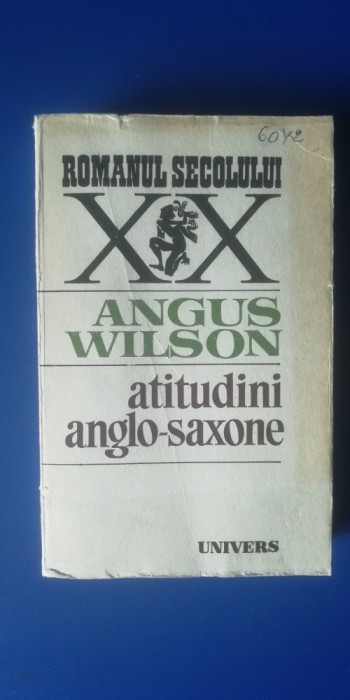 6042
ROMANUL SECOLULUI
XX
ANGUS
WILSON
atitudini
anglo-saxone
UNIVERS